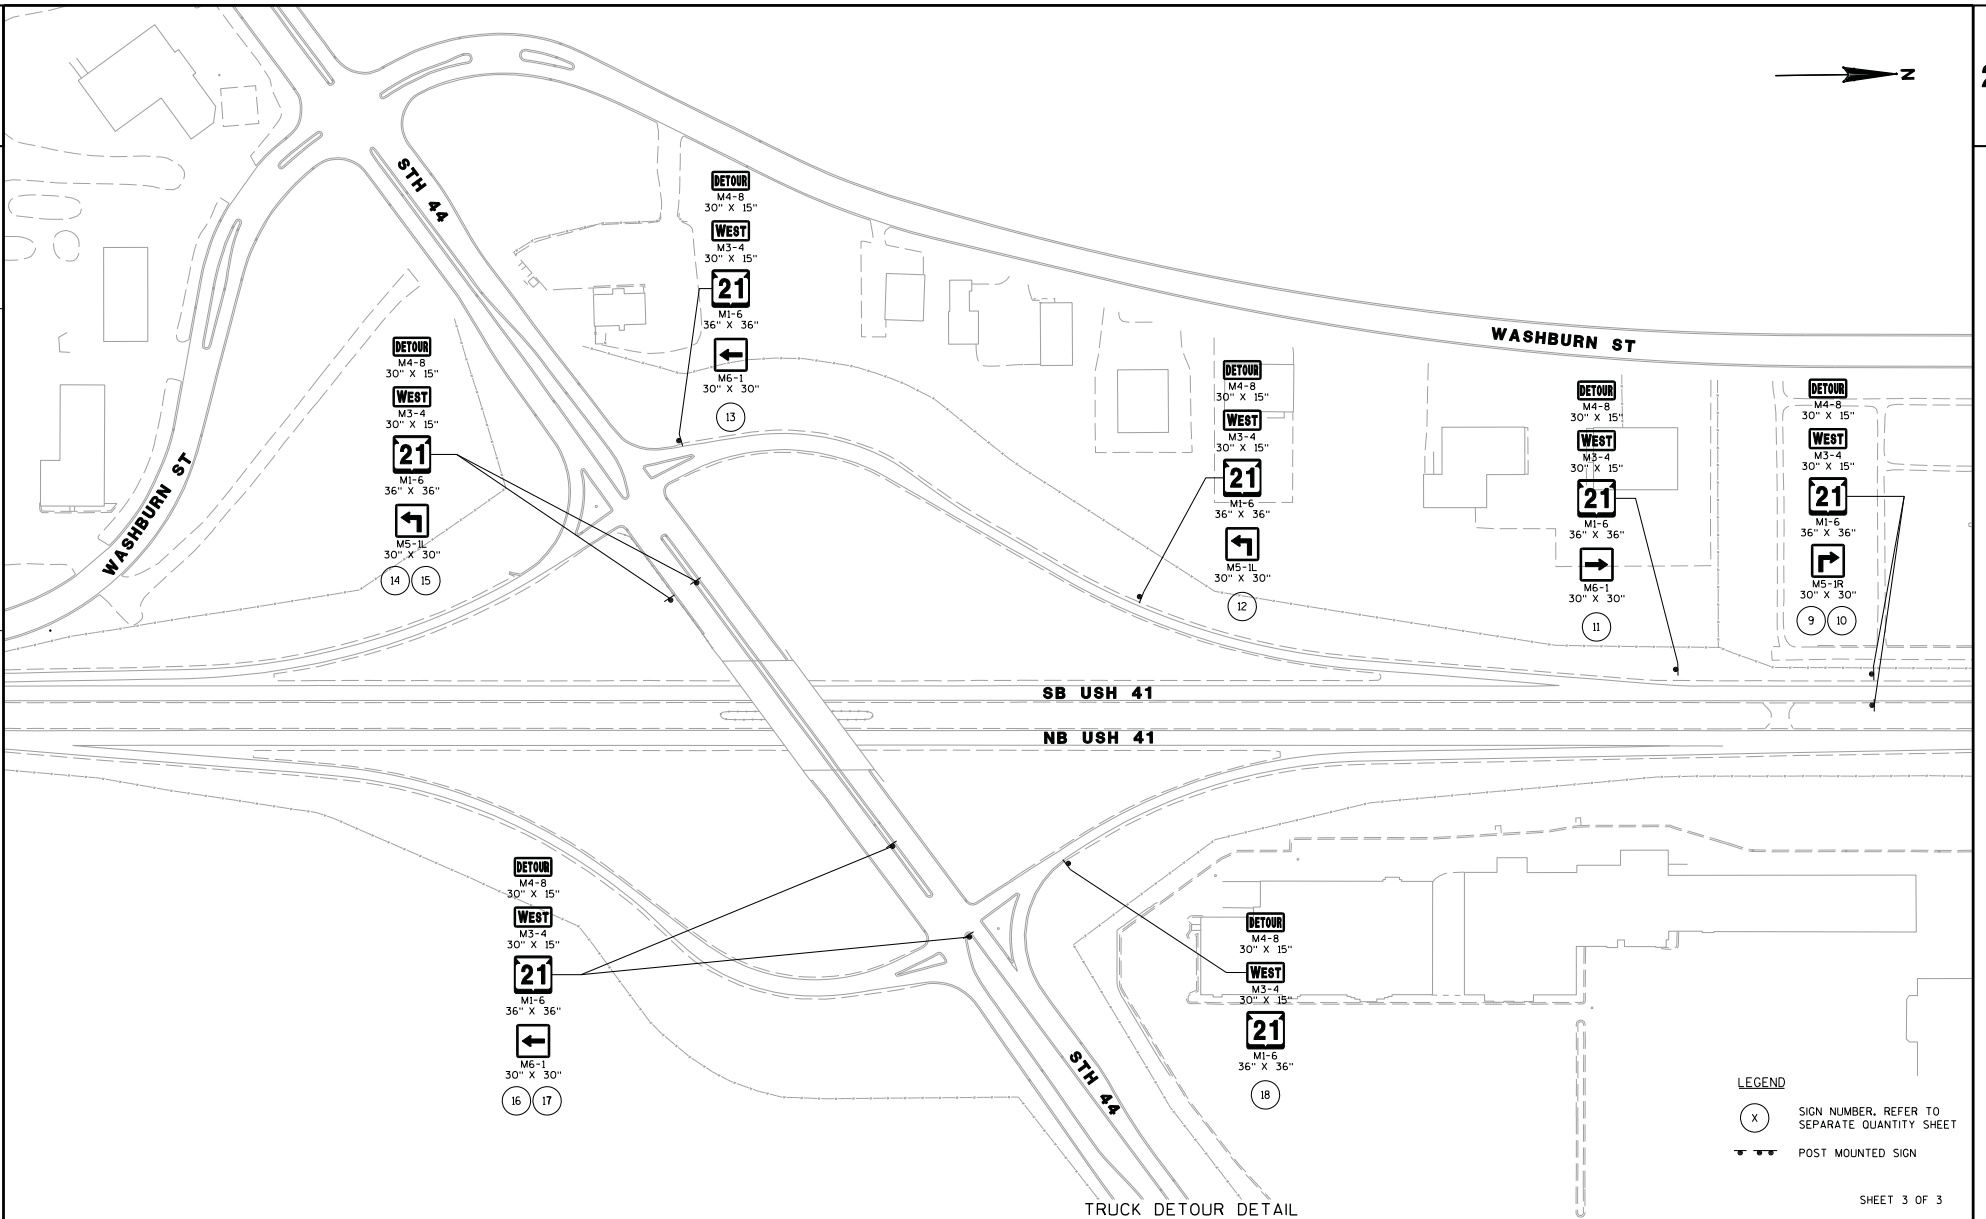 N
2
STH 44
DETOUR
M4-8
30" X 15"
WEST
M3-4
30" X 15"
21
M1-6
36" X 36"
M6-1
30" X 30"
13
DETOUR
M4-8
30" X 15"
WEST
M3-4
30" X 15"
21
M1-6
36" X 36"
M5-1L
30" X 30"
14 15
WASHBURN ST
WASHBURN ST
DETOUR
M4-8
30" X 15"
WEST
M3-4
30" X 15"
21
M1-6
36" X 36"
M5-1L
30" X 30"
12
DETOUR
M4-8
30" X 15"
WEST
M3-4
30" X 15"
21
M1-6
36" X 36"
M6-1
30" X 30"
11
DETOUR
M4-8
30" X 15"
WEST
M3-4
30" X 15"
21
M1-6
36" X 36"
M5-1R
30" X 30"
9 10
SB USH 41
NB USH 41
DETOUR
M4-8
30" X 15"
WEST
M3-4
30" X 15"
21
M1-6
36" X 36"
M6-1
30" X 30"
16 17
DETOUR
M4-8
30" X 15"
WEST
M3-4
30" X 15"
21
M1-6
36" X 36"
18
STH 44
LEGEND
X SIGN NUMBER, REFER TO
SEPARATE QUANTITY SHEET
POST MOUNTED SIGN
TRUCK DETOUR DETAIL
SHEET 3 OF 3